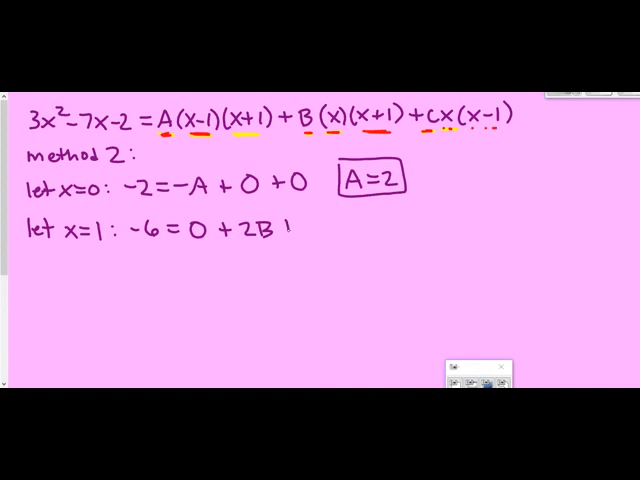 3x² - 7x - 2 = A(x-1)(x+1) + B(x)(x+1) + Cx(x-1)
method 2:
let x=0: -2 = -A + 0 + 0 A=2
let x=1: -6 = 0 + 2B